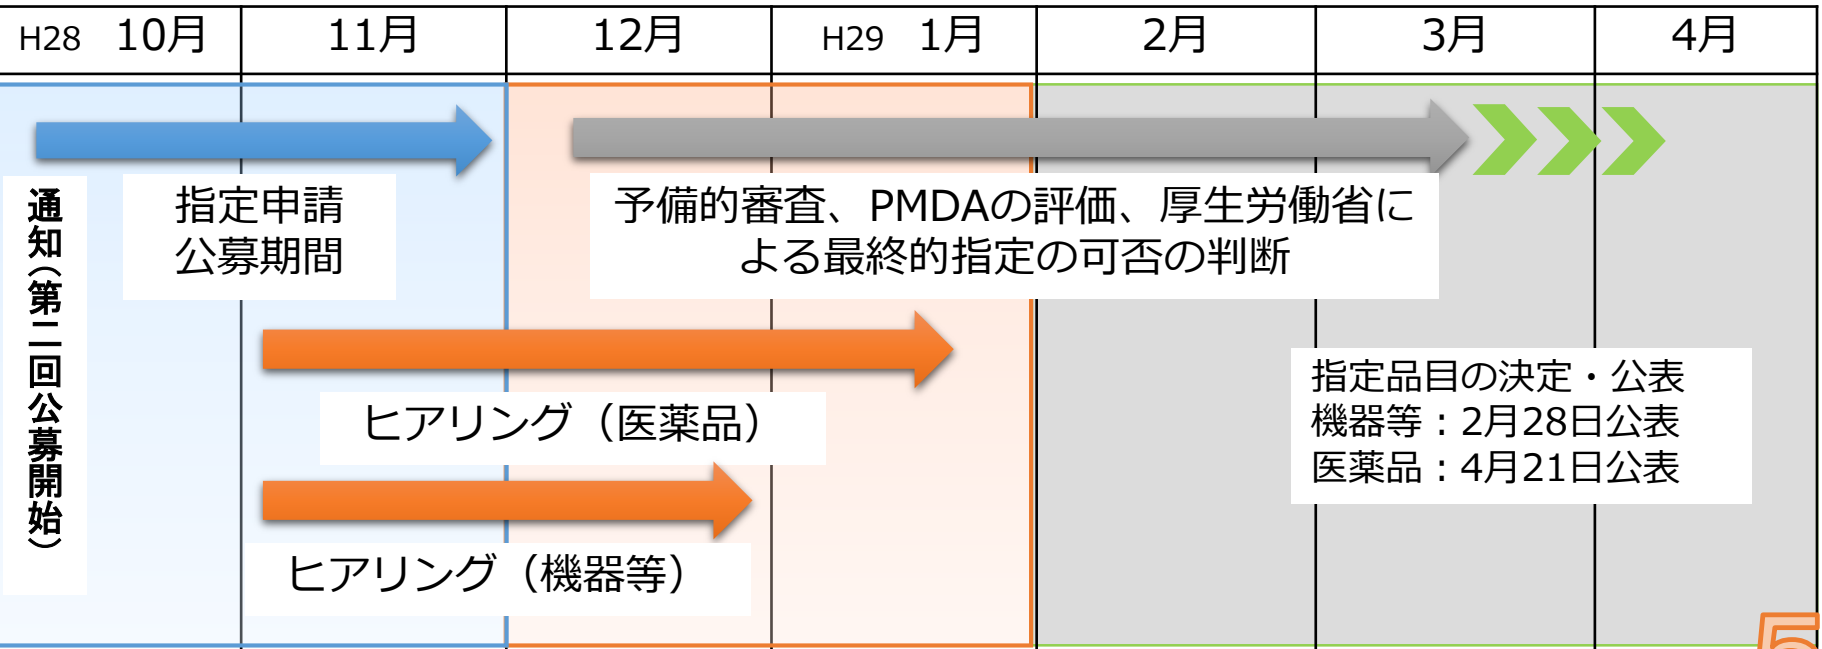 H28 10月 11月 12月 H29 1月 2月 3月 4月
通知（第二回公募開始）
指定申請
公募期間
予備的審査、PMDAの評価、厚生労働省に
よる最終的指定の可否の判断
ヒアリング（医薬品）
指定品目の決定・公表
機器等：2月28日公表
医薬品：4月21日公表
ヒアリング（機器等）
5